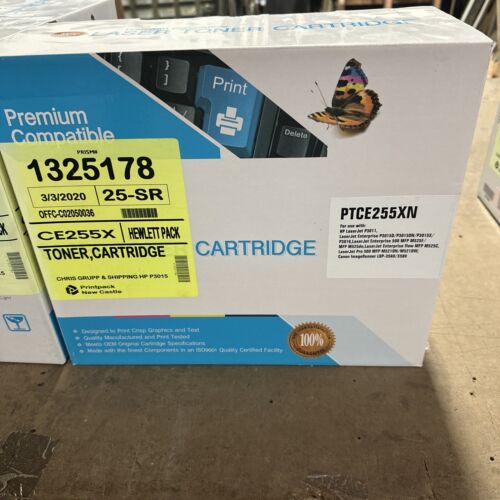 LASER TONER CARTRIDGE
Premium
Compatible
Print
Delete
PRISM#
1325178
3/3/2020
25-SR
OFFC-C02050036
CE255X
HEWLETT PACK
TONER,CARTRIDGE
CHRIS GRUPP & SHIPPING HP P3015
Printpack
New Castle
CARTRIDGE
PTCE255XN
For use with:
HP LaserJet P3011,
LaserJet Enterprise P3015D/P3015DN/P3015X/
P3016,LaserJet Enterprise 500 MFP M525F/
MFP M525dn,LaserJet Enterprise Flow MFP M525C,
LaserJet Pro 500 MFP M521DN/M521DW;
Canon ImageRunner LBP-3560/3580
Designed to Print Crisp Graphics and Text
Quality Manufactured and Print Tested
Meets OEM Original Cartridge Specifications
Made with the finest Components in an ISO9001 Quality Certified Facility
100%